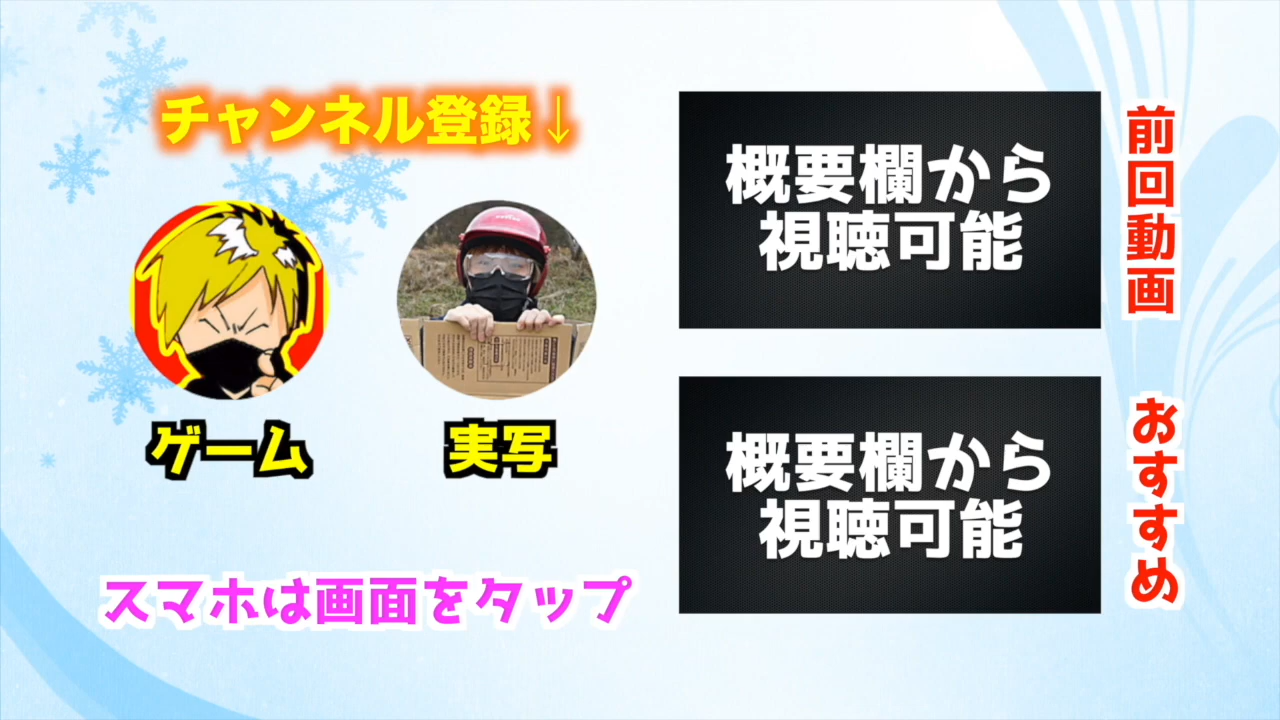 チャンネル登録↓
ゲーム
実写
スマホは画面をタップ
概要欄から
視聴可能
前回動画
概要欄から
視聴可能
おすすめ